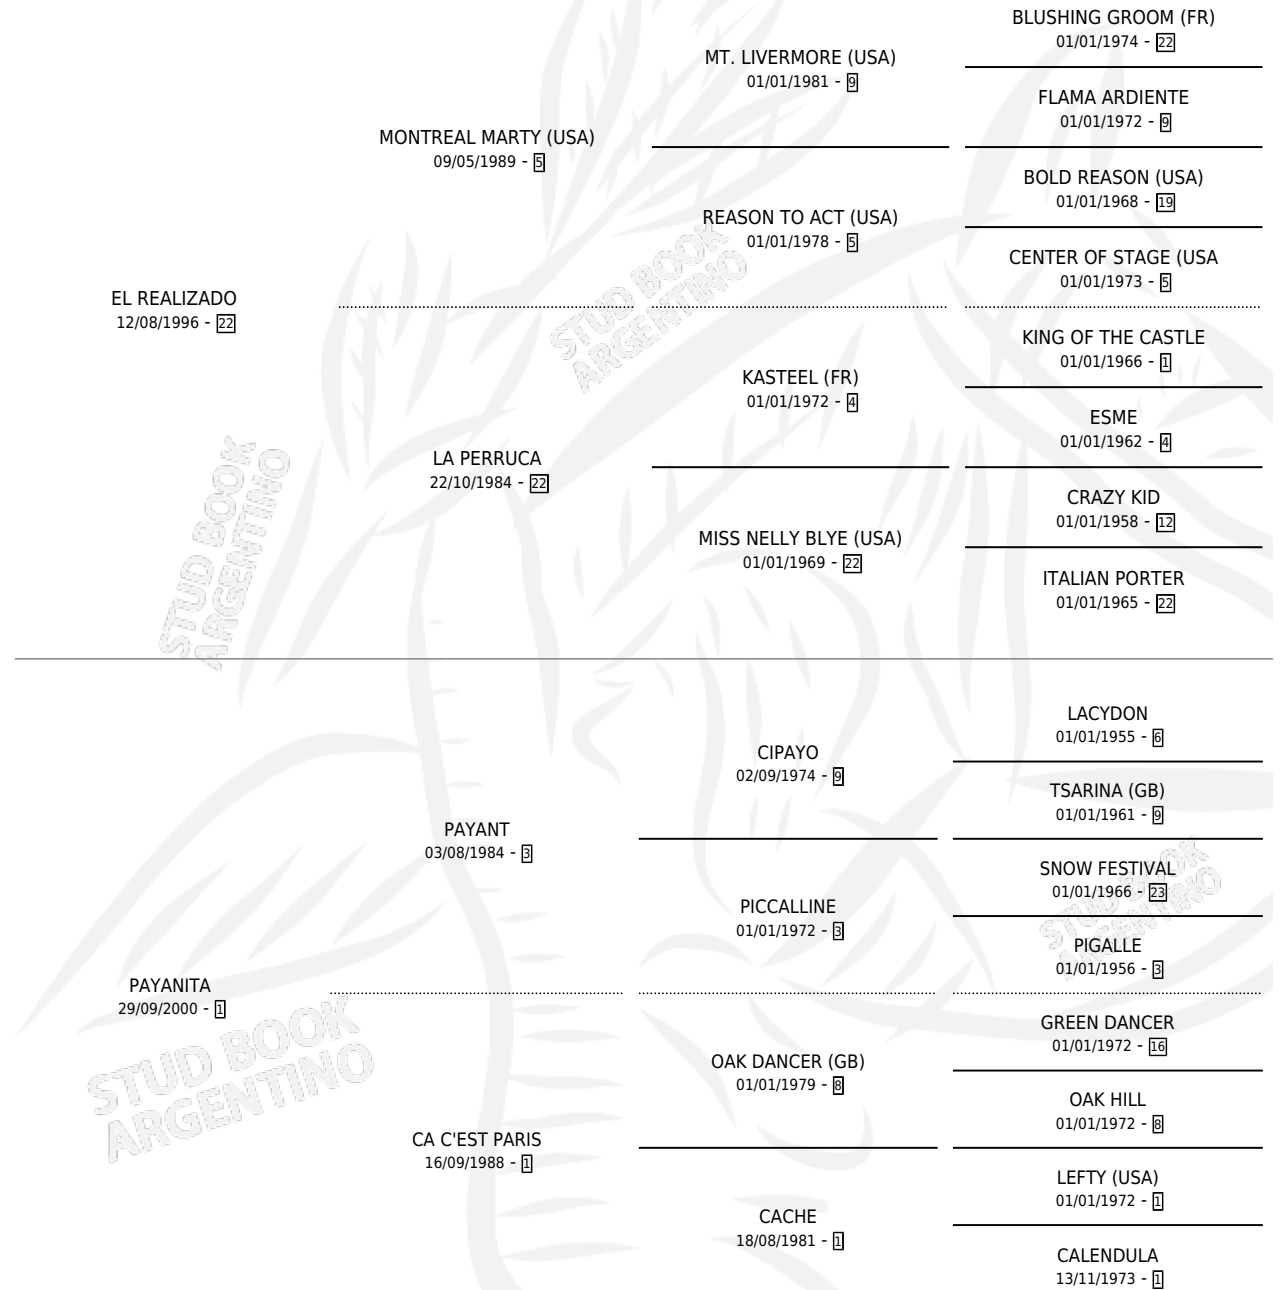 BLUSHING GROOM (FR)
01/01/1974 - 22
MT. LIVERMORE (USA)
01/01/1981 - 9
FLAMA ARDIENTE
01/01/1972 - 9
MONTREAL MARTY (USA)
09/05/1989 - 5
BOLD REASON (USA)
01/01/1968 - 19
REASON TO ACT (USA)
01/01/1978 - 5
CENTER OF STAGE (USA
01/01/1973 - 5
EL REALIZADO
12/08/1996 - 22
STUD BOOK
ARGENTINO
KING OF THE CASTLE
01/01/1966 - 1
KASTEEL (FR)
01/01/1972 - 4
ESME
01/01/1962 - 4
LA PERRUCA
22/10/1984 - 22
CRAZY KID
01/01/1958 - 12
MISS NELLY BLYE (USA)
01/01/1969 - 22
ITALIAN PORTER
01/01/1965 - 22
STUD BOOK
ARGENTINO
LACYDON
01/01/1955 - 6
CIPAYO
02/09/1974 - 9
TSARINA (GB)
01/01/1961 - 9
PAYANT
03/08/1984 - 3
SNOW FESTIVAL
01/01/1966 - 23
STUD BOOK
ARGENTINO
PICCALLINE
01/01/1972 - 3
PIGALLE
01/01/1956 - 3
PAYANITA
29/09/2000 - 1
STUD BOOK
ARGENTINO
GREEN DANCER
01/01/1972 - 16
OAK DANCER (GB)
01/01/1979 - 8
OAK HILL
01/01/1972 - 8
CA C'EST PARIS
16/09/1988 - 1
LEFTY (USA)
01/01/1972 - 1
CACHE
18/08/1981 - 1
CALENDULA
13/11/1973 - 1